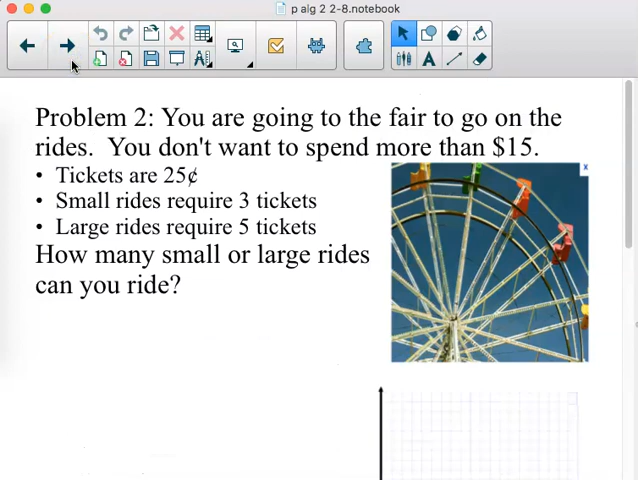 p alg 2 2-8.notebook
Problem 2: You are going to the fair to go on the
rides. You don't want to spend more than $15.
• Tickets are 25¢
• Small rides require 3 tickets
• Large rides require 5 tickets
How many small or large rides
can you ride?